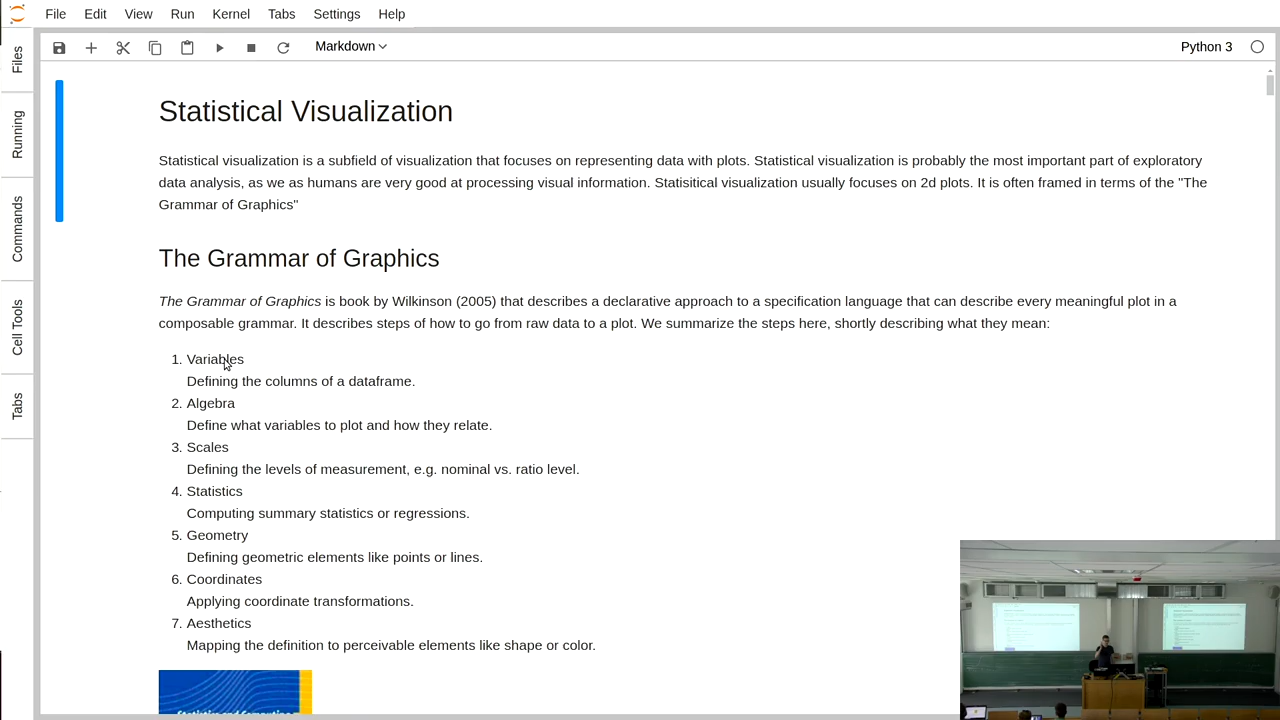 File Edit View Run Kernel Tabs Settings Help
Markdown
Python 3
Files
Running
Commands
Cell Tools
Tabs
Statistical Visualization
Statistical visualization is a subfield of visualization that focuses on representing data with plots. Statistical visualization is probably the most important part of exploratory
data analysis, as we as humans are very good at processing visual information. Statisitical visualization usually focuses on 2d plots. It is often framed in terms of the "The
Grammar of Graphics"
The Grammar of Graphics
The Grammar of Graphics is book by Wilkinson (2005) that describes a declarative approach to a specification language that can describe every meaningful plot in a
composable grammar. It describes steps of how to go from raw data to a plot. We summarize the steps here, shortly describing what they mean:
1. Variables
Defining the columns of a dataframe.
2. Algebra
Define what variables to plot and how they relate.
3. Scales
Defining the levels of measurement, e.g. nominal vs. ratio level.
4. Statistics
Computing summary statistics or regressions.
5. Geometry
Defining geometric elements like points or lines.
6. Coordinates
Applying coordinate transformations.
7. Aesthetics
Mapping the definition to perceivable elements like shape or color.
Statistics and Computing